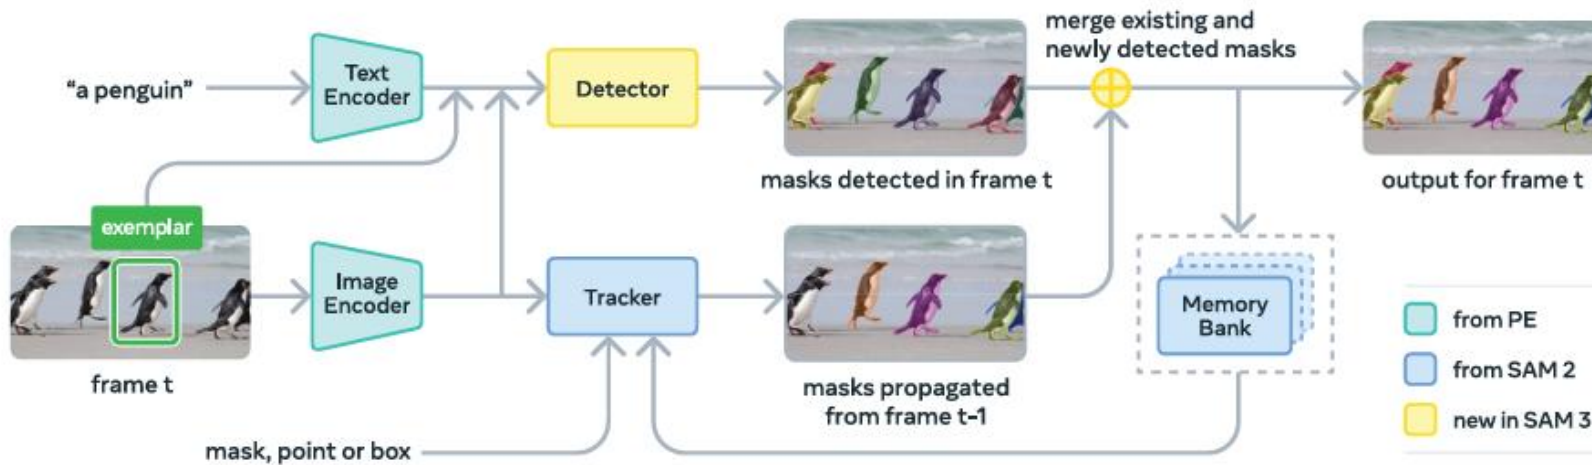 "a penguin"
Text
Encoder
Detector
masks detected in frame t
merge existing and
newly detected masks
output for frame t
exemplar
frame t
Image
Encoder
Tracker
masks propagated
from frame t-1
mask, point or box
Memory
Bank
from PE
from SAM 2
new in SAM 3